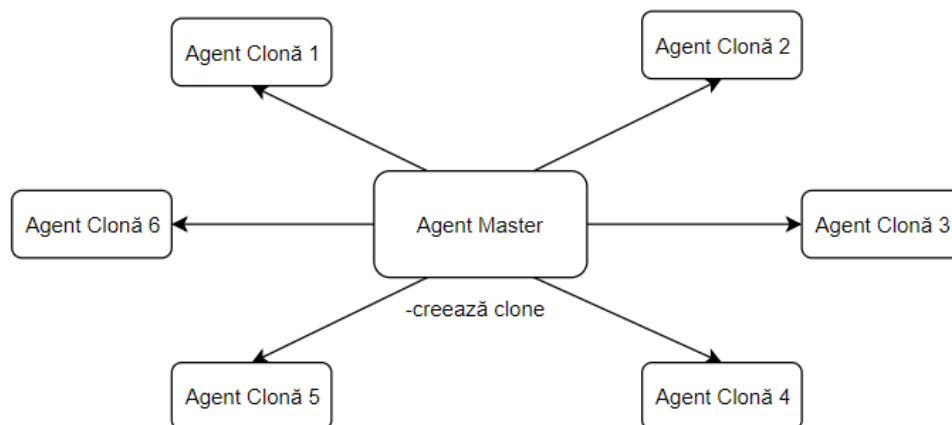 Agent Clonă 1
Agent Clonă 2
Agent Clonă 6
Agent Master
Agent Clonă 3
-creează clone
Agent Clonă 5
Agent Clonă 4